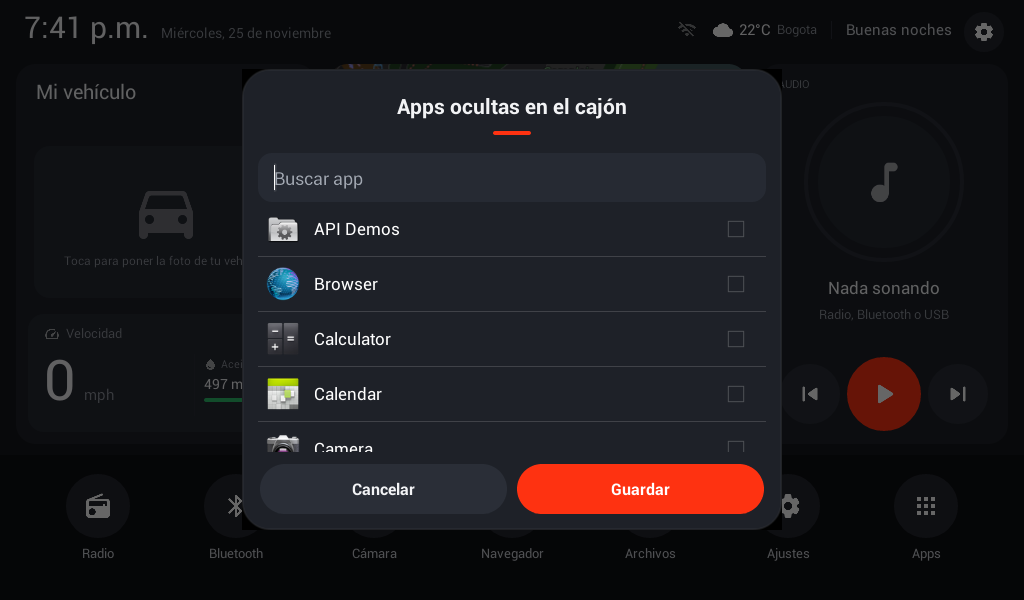 7:41 p.m.
Miércoles, 25 de noviembre
22°C Bogota
Buenas noches
Mi vehículo
Toca para poner la foto de tu veh
Velocidad
0 mph
Acei
497 m
Apps ocultas en el cajón
Buscar app
API Demos
Browser
Calculator
Calendar
Camera
Cancelar
Guardar
UDIO
Nada sonando
Radio, Bluetooth o USB
Radio
Bluetooth
Cámara
Navegador
Archivos
Ajustes
Apps